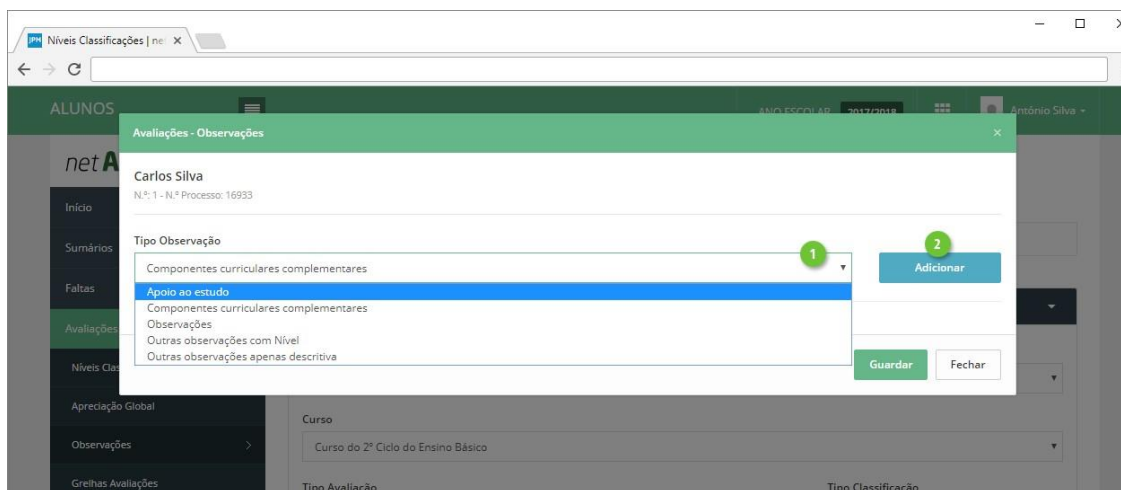 JPM Níveis Classificações | ne
ALUNOS
ANO ESCOLAR 2017/2018 António Silva
Avaliações - Observações
net A
Carlos Silva
N.º: 1 - N.º Processo: 16933
Início
Tipo Observação
Sumários
1
2
Componentes curriculares complementares
Adicionar
Faltas
Apoio ao estudo
Componentes curriculares complementares
Observações
Outras observações com Nível
Outras observações apenas descritiva
Avaliações
Guardar Fechar
Níveis Clas
Apreciação Global
Curso
Observações
Curso do 2º Ciclo do Ensino Básico
Grelhas Avaliações
Tipo Avaliação Tipo Classificação